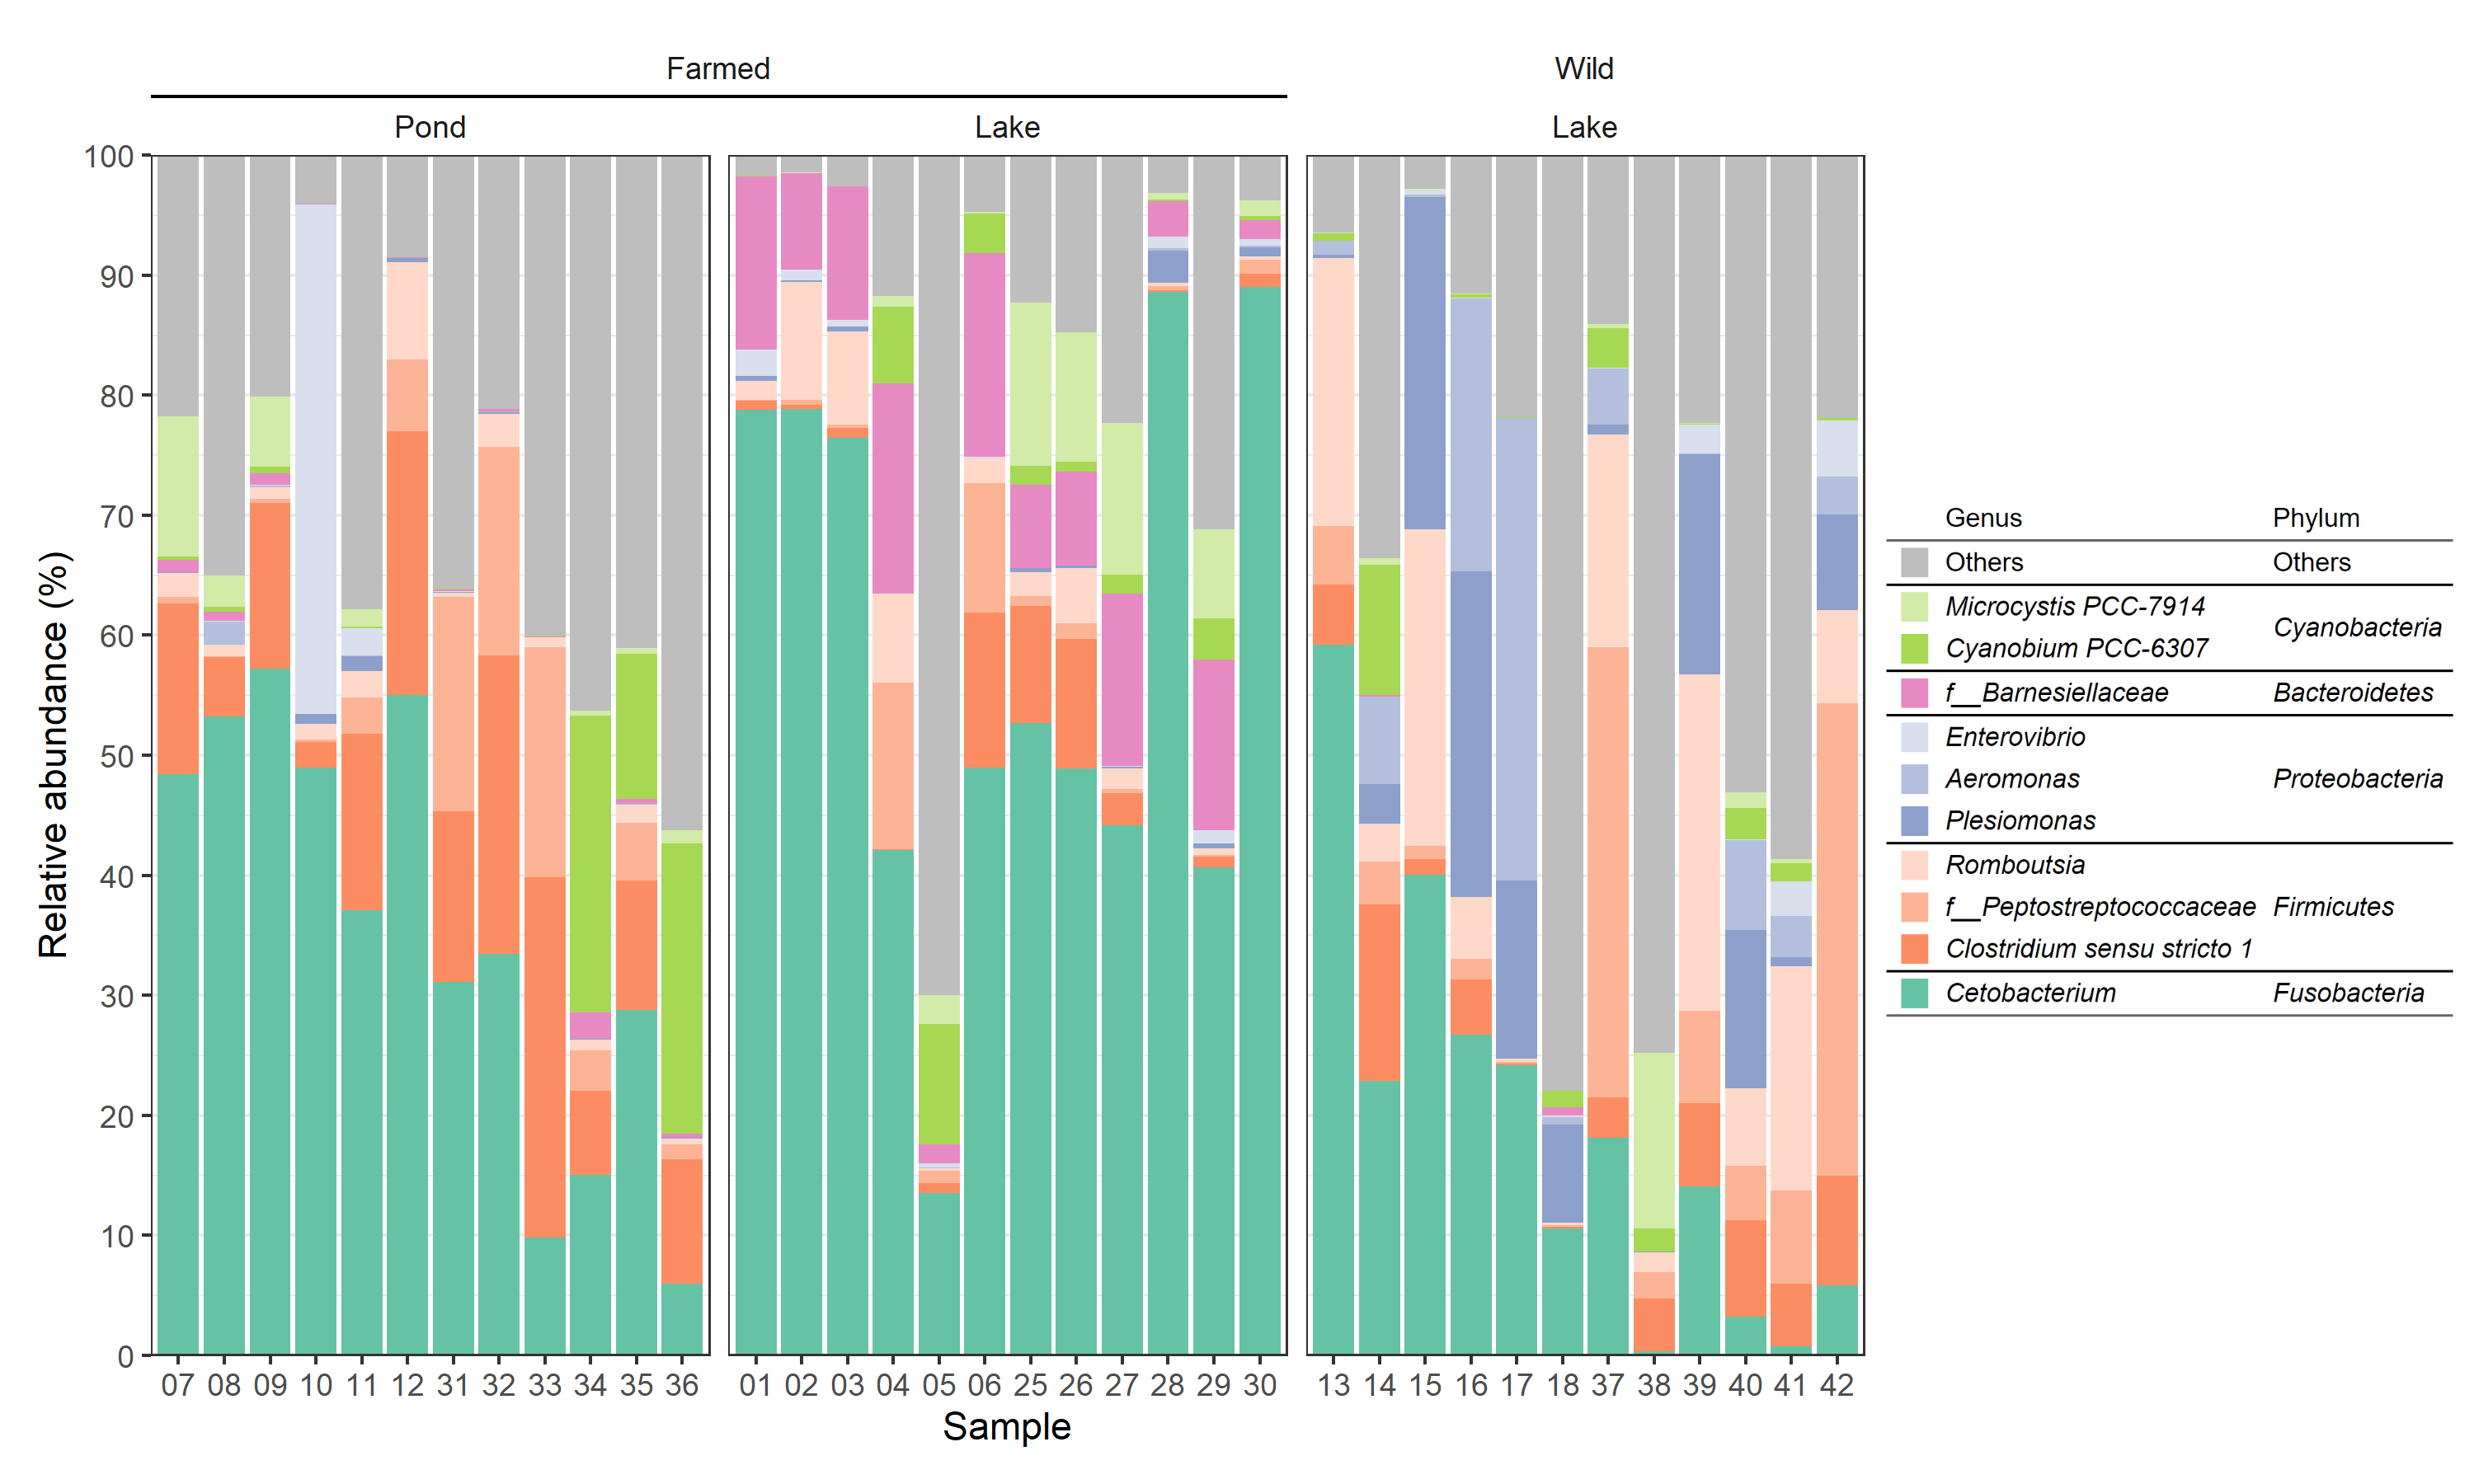 Farmed Wild
Pond Lake Lake
100
90
80
70
60
50
40
30
20
10
0
Relative abundance (%)
07 08 09 10 11 12 31 32 33 34 35 36 01 02 03 04 05 06 25 26 27 28 29 30 13 14 15 16 17 18 37 38 39 40 41 42
Sample
Genus Phylum
Others Others
Microcystis PCC-7914
Cyanobacteria
Cyanobium PCC-6307
f__Barnesiellaceae Bacteroidetes
Enterovibrio
Aeromonas Proteobacteria
Plesiomonas
Romboutsia
f__Peptostreptococcaceae Firmicutes
Clostridium sensu stricto 1
Cetobacterium Fusobacteria